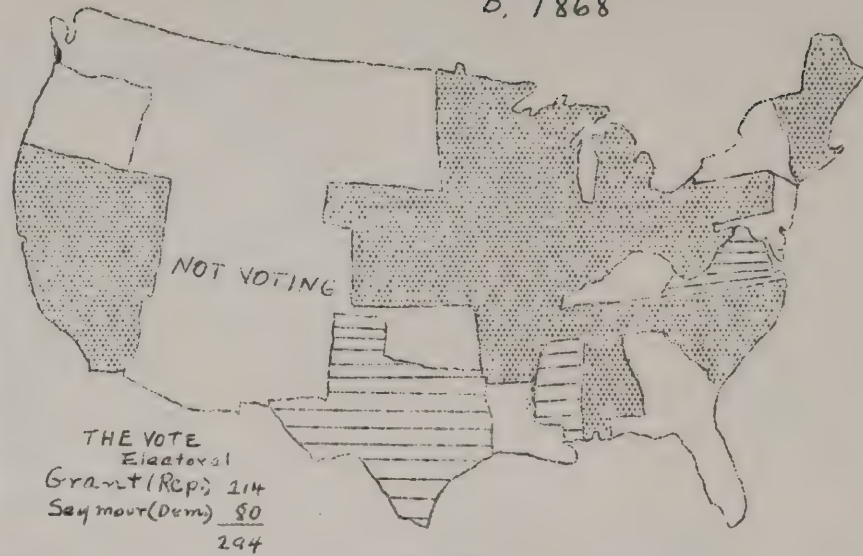 B. 1868
NOT VOTING
THE VOTE
Electoral
Grant (Rep.) 214
Seymour (Dem) 80
294